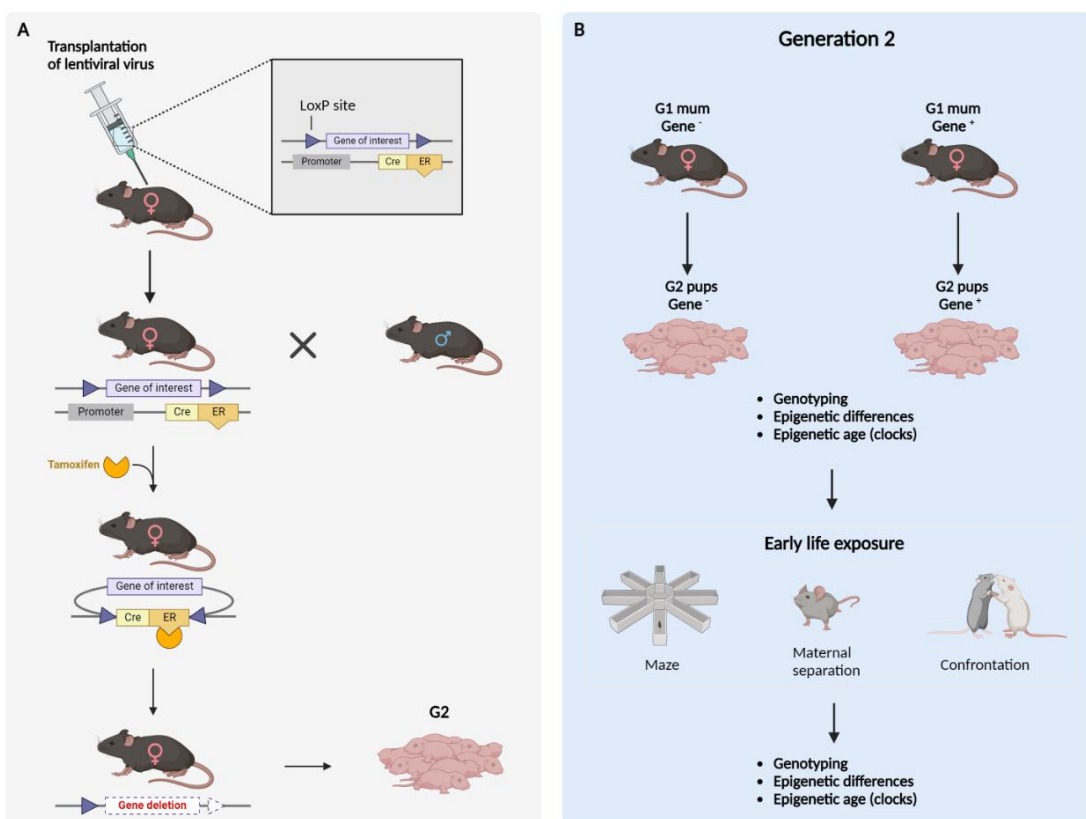 A
Transplantation
of lentiviral virus
LoxP site
Gene of interest
Promoter
Cre
ER
♀
♀
♂
Gene of interest
Promoter
Cre
ER
Tamoxifen
♀
Gene of interest
Cre
ER
♀
Gene deletion
G2
B
Generation 2
G1 mum
Gene -
G1 mum
Gene +
♀
♀
G2 pups
Gene -
G2 pups
Gene +
• Genotyping
• Epigenetic differences
• Epigenetic age (clocks)
Early life exposure
Maze
Maternal
separation
Confrontation
• Genotyping
• Epigenetic differences
• Epigenetic age (clocks)